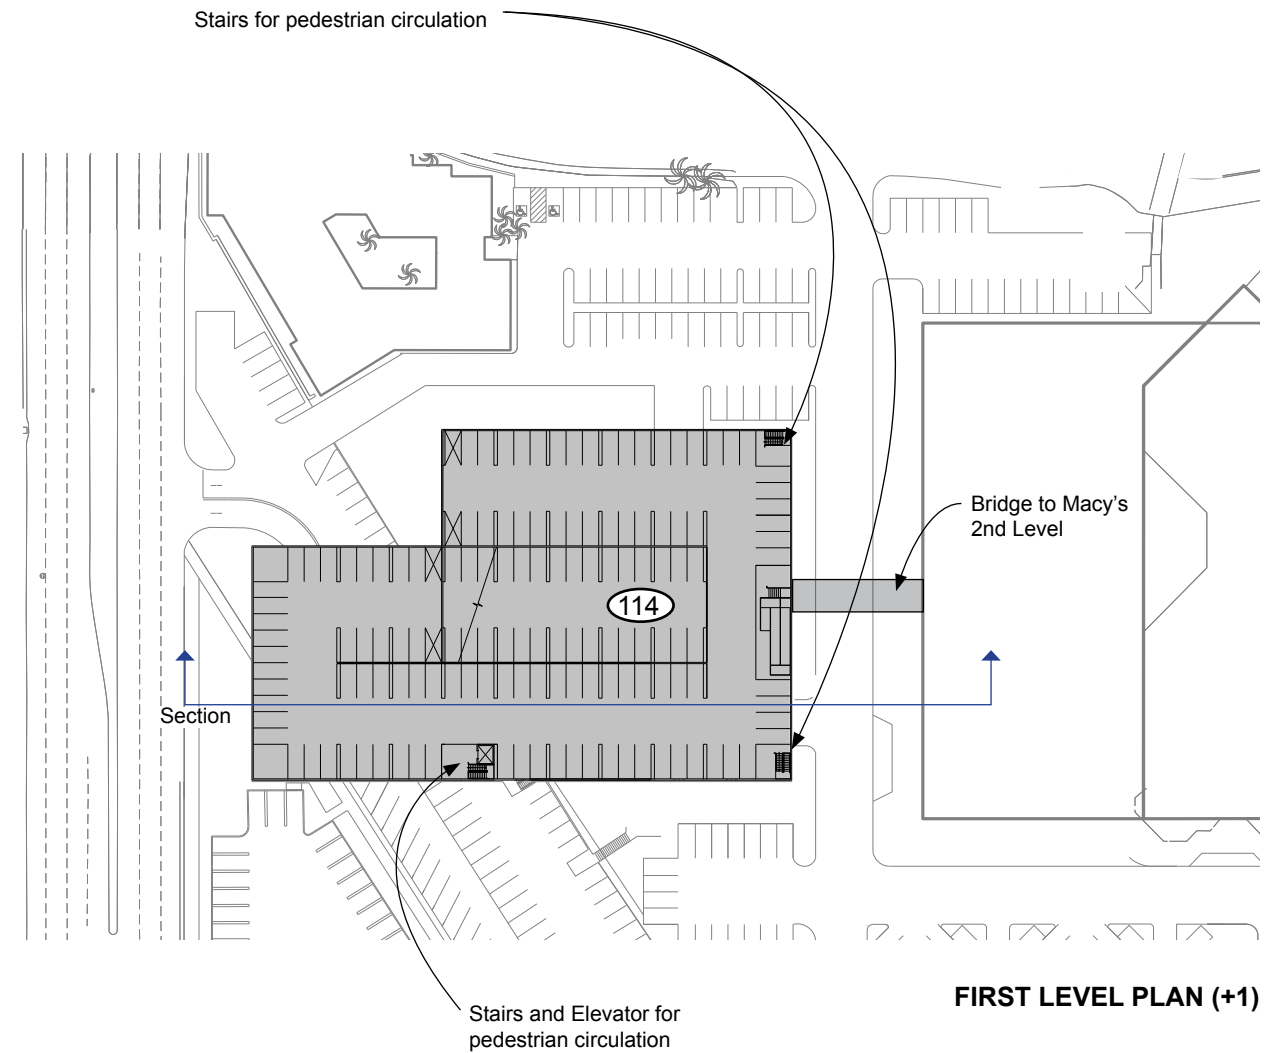 Stairs for pedestrian circulation
Bridge to Macy's
2nd Level
114
Section
FIRST LEVEL PLAN (+1)
Stairs and Elevator for
pedestrian circulation